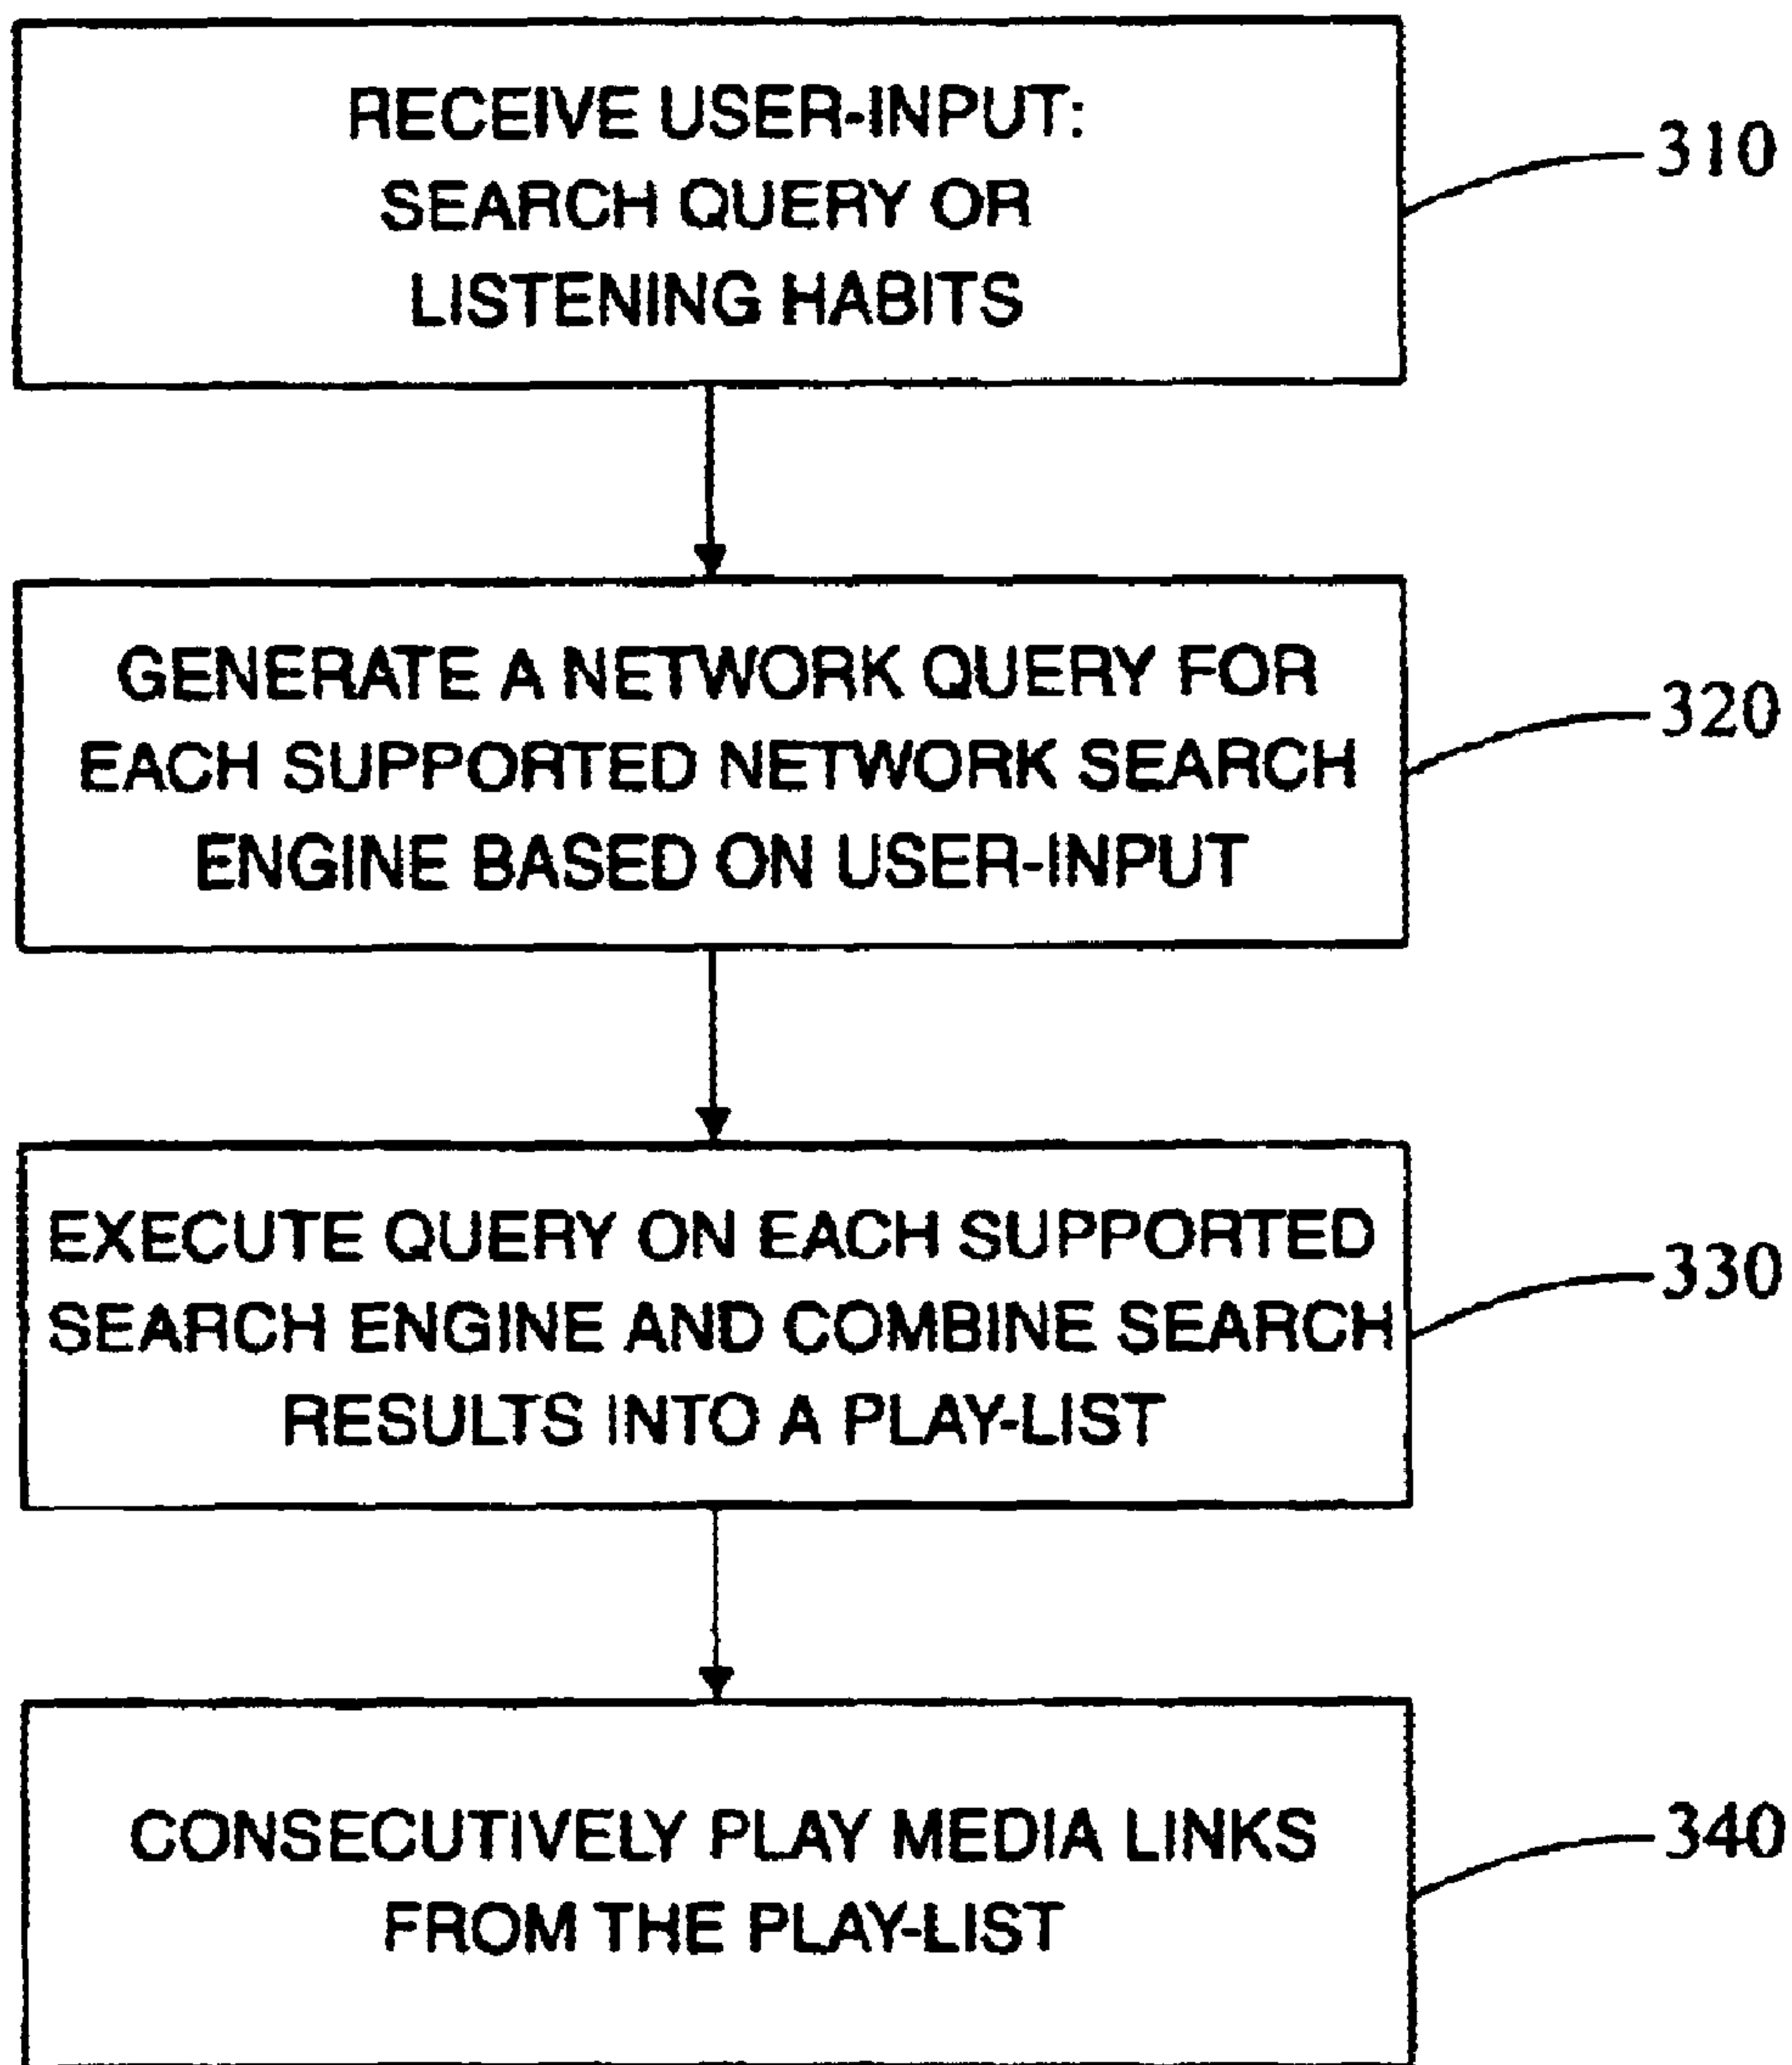 RECEIVE USER-INPUT:
SEARCH QUERY OR
LISTENING HABITS
310
GENERATE A NETWORK QUERY FOR
EACH SUPPORTED NETWORK SEARCH
ENGINE BASED ON USER-INPUT
320
EXECUTE QUERY ON EACH SUPPORTED
SEARCH ENGINE AND COMBINE SEARCH
RESULTS INTO A PLAY-LIST
330
CONSECUTIVELY PLAY MEDIA LINKS
FROM THE PLAY-LIST
340